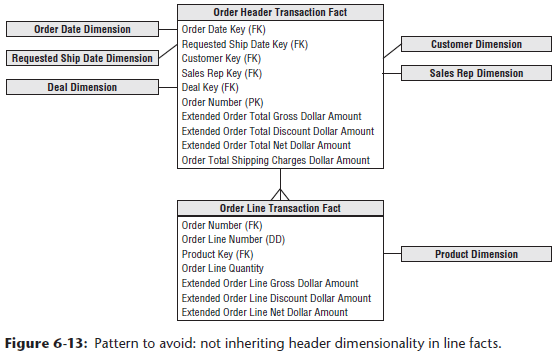 Order Header Transaction Fact
Order Date Key (FK)
Requested Ship Date Key (FK)
Customer Key (FK)
Sales Rep Key (FK)
Deal Key (FK)
Order Number (PK)
Extended Order Total Gross Dollar Amount
Extended Order Total Discount Dollar Amount
Extended Order Total Net Dollar Amount
Order Total Shipping Charges Dollar Amount
Order Date Dimension
Requested Ship Date Dimension
Deal Dimension
Customer Dimension
Sales Rep Dimension
Order Line Transaction Fact
Order Number (FK)
Order Line Number (DD)
Product Key (FK)
Order Line Quantity
Extended Order Line Gross Dollar Amount
Extended Order Line Discount Dollar Amount
Extended Order Line Net Dollar Amount
Product Dimension
Figure 6-13: Pattern to avoid: not inheriting header dimensionality in line facts.